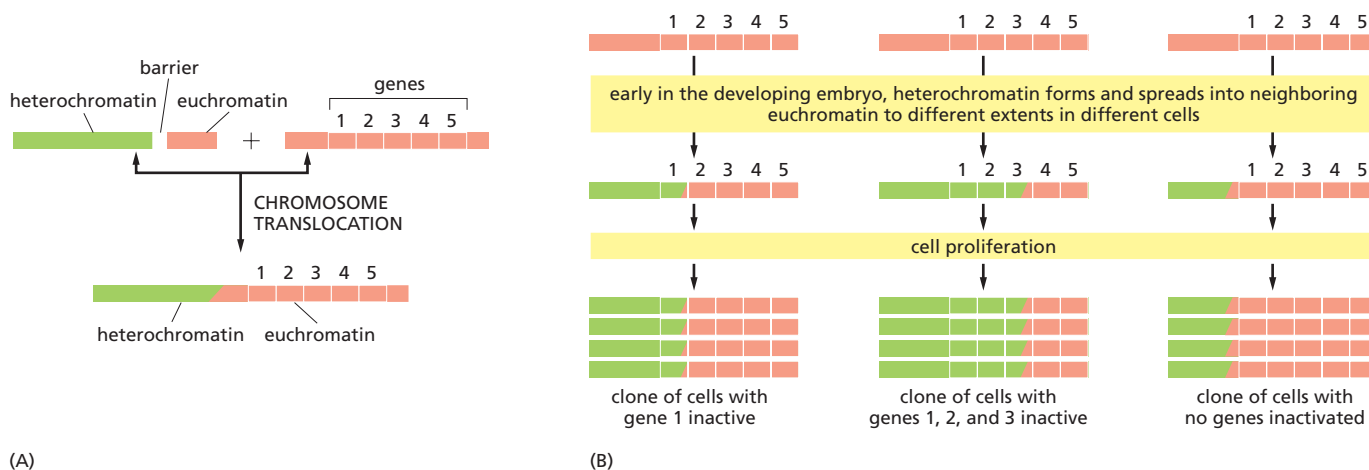 barrier
heterochromatin
euchromatin
+
genes
1 2 3 4 5
CHROMOSOME
TRANSLOCATION
1 2 3 4 5
heterochromatin
euchromatin
(A)
1 2 3 4 5
1 2 3 4 5
1 2 3 4 5
early in the developing embryo, heterochromatin forms and spreads into neighboring
euchromatin to different extents in different cells
1 2 3 4 5
1 2 3 4 5
1 2 3 4 5
cell proliferation
clone of cells with
gene 1 inactive
clone of cells with
genes 1, 2, and 3 inactive
clone of cells with
no genes inactivated
(B)